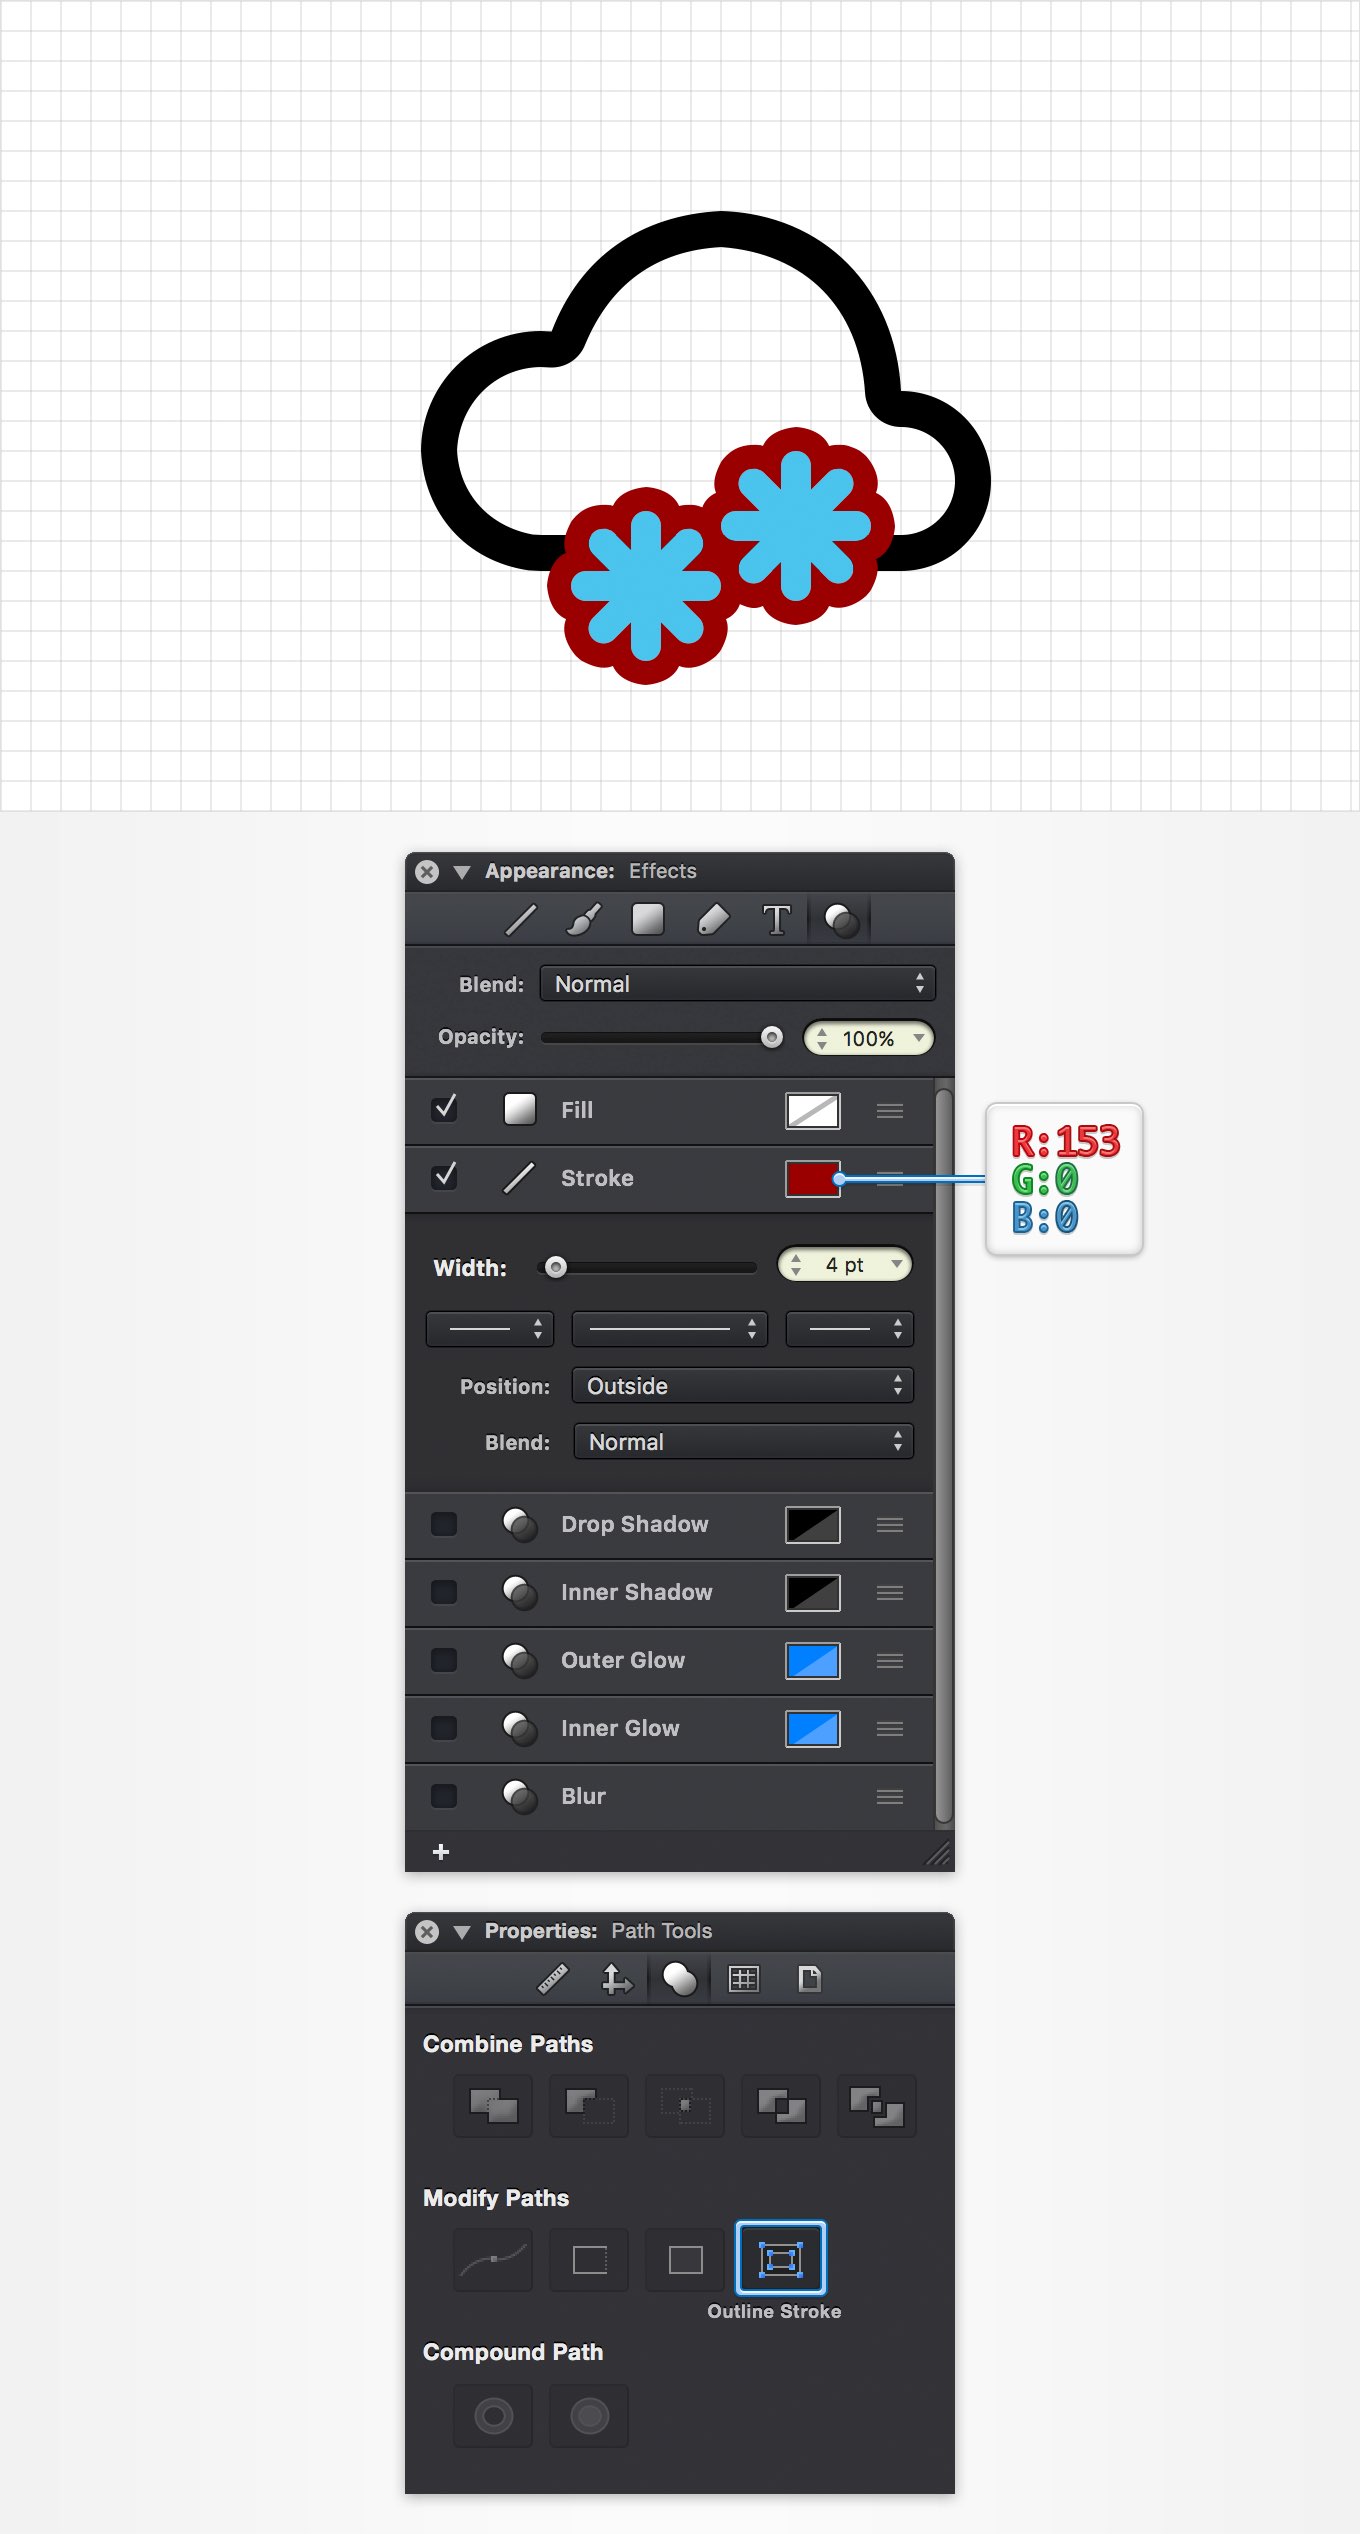 Appearance: Effects
Blend: Normal
Opacity: 100%
Fill
Stroke
R:153
G:0
B:0
Width: 4 pt
Position: Outside
Blend: Normal
Drop Shadow
Inner Shadow
Outer Glow
Inner Glow
Blur
Properties: Path Tools
Combine Paths
Modify Paths
Outline Stroke
Compound Path